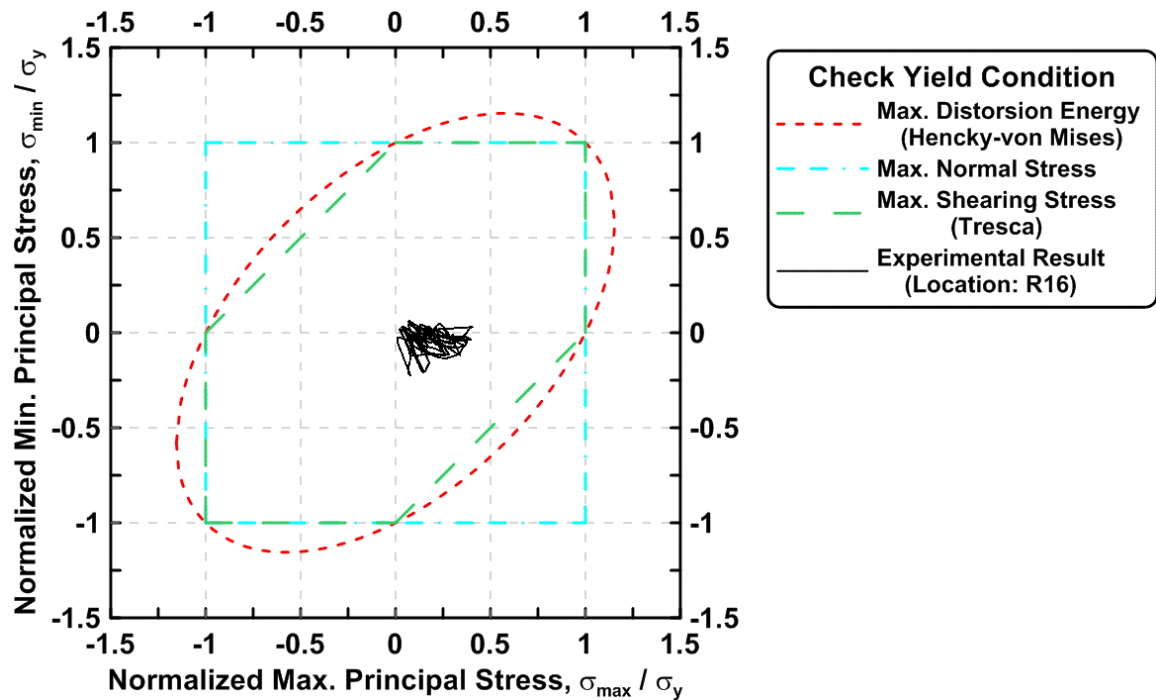 -1.5 -1 -0.5 0 0.5 1 1.5
1.5 1.5
1 1
0.5 0.5
0 0
-0.5 -0.5
-1 -1
-1.5 -1.5
-1.5 -1 -0.5 0 0.5 1 1.5
Normalized Max. Principal Stress, σmax / σy
Normalized Min. Principal Stress, σmin / σy
Check Yield Condition
Max. Distorsion Energy
(Hencky-von Mises)
Max. Normal Stress
Max. Shearing Stress
(Tresca)
Experimental Result
(Location: R16)